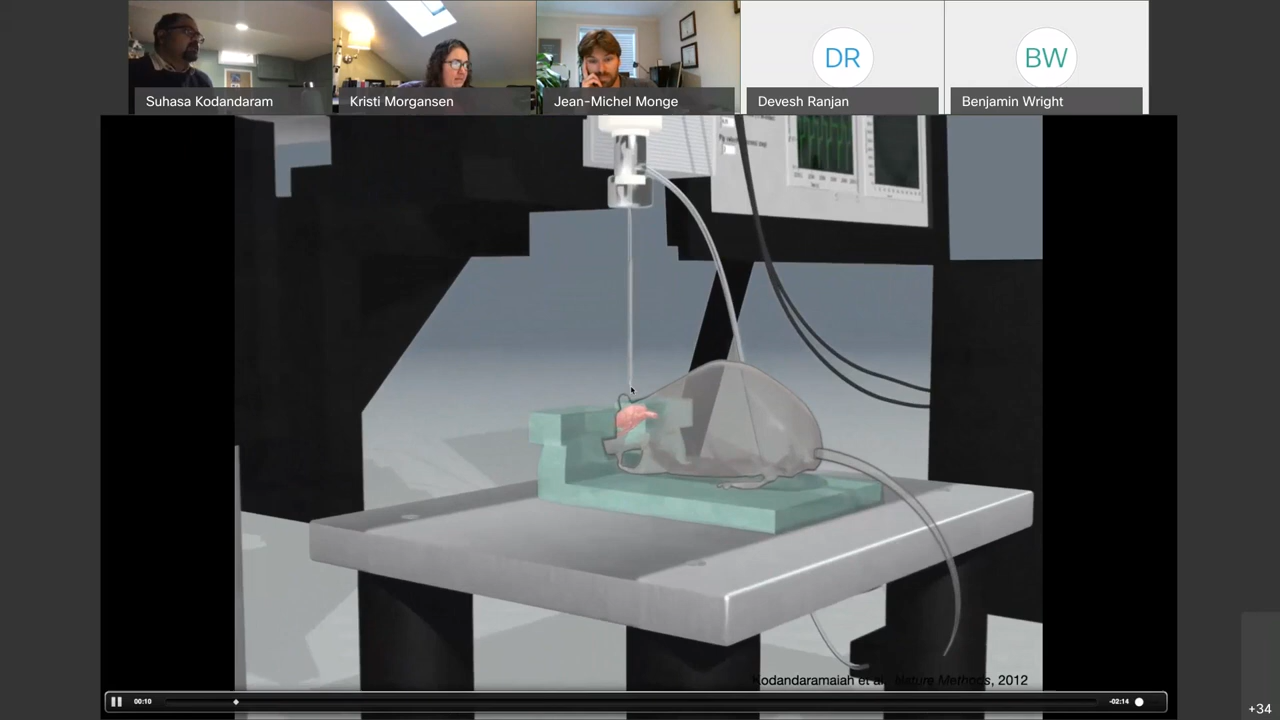 DR
BW
Suhasa Kodandaram
Kristi Morgansen
Jean-Michel Monge
Devesh Ranjan
Benjamin Wright
Kodandaramaiah et al. Nature Methods, 2012
00:10
-02:14
+34